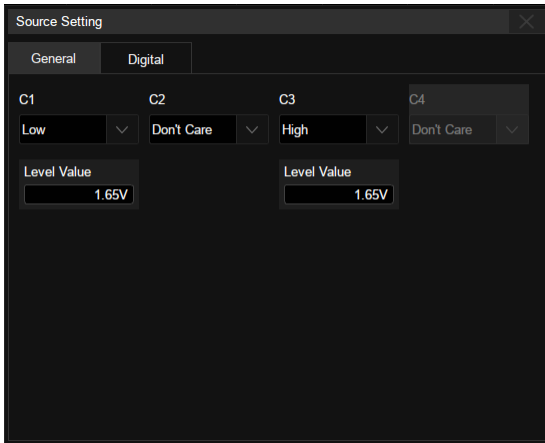 Source Setting
General Digital
C1 C2 C3 C4
Low Don't Care High Don't Care
Level Value Level Value
1.65V 1.65V